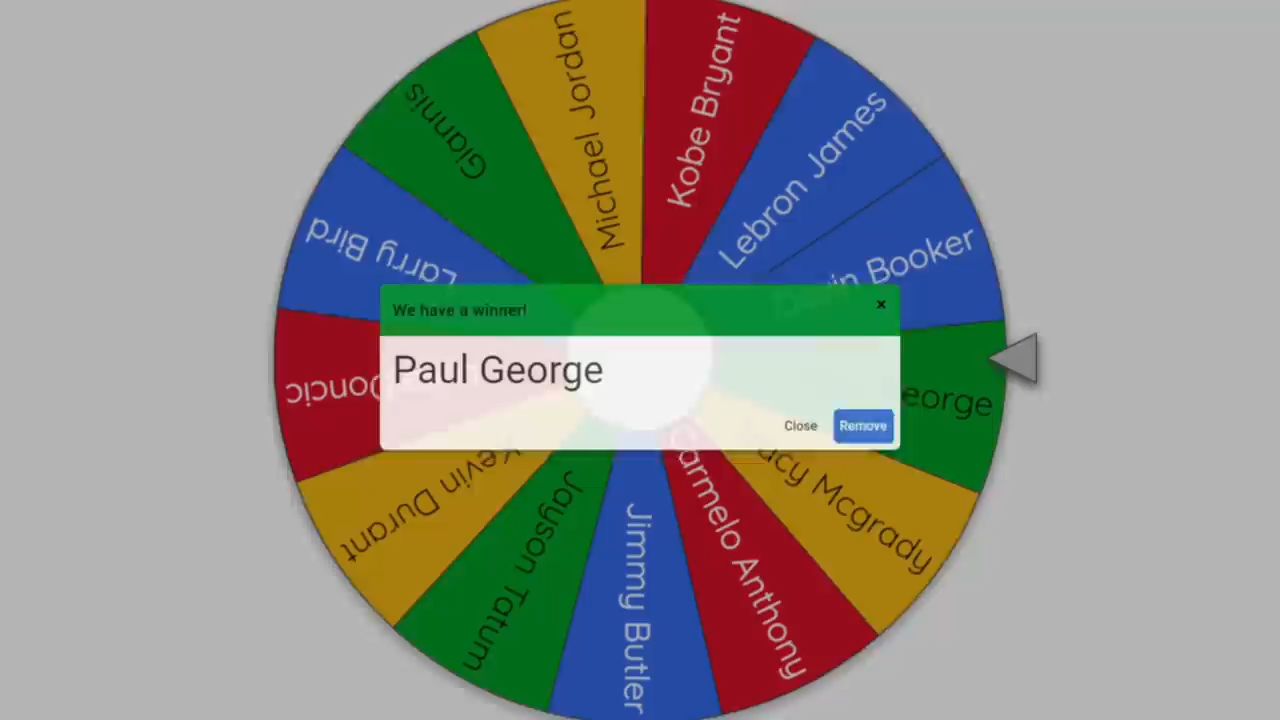 Michael Jordan
Kobe Bryant
Lebron James
Giannis
Larry Bird
Booker
We have a winner!
×
Paul George
Close
Remove
Doncic
eorge
Kevin Durant
Jayson Tatum
Jimmy Butler
Carmelo Anthony
acy Mcgrady